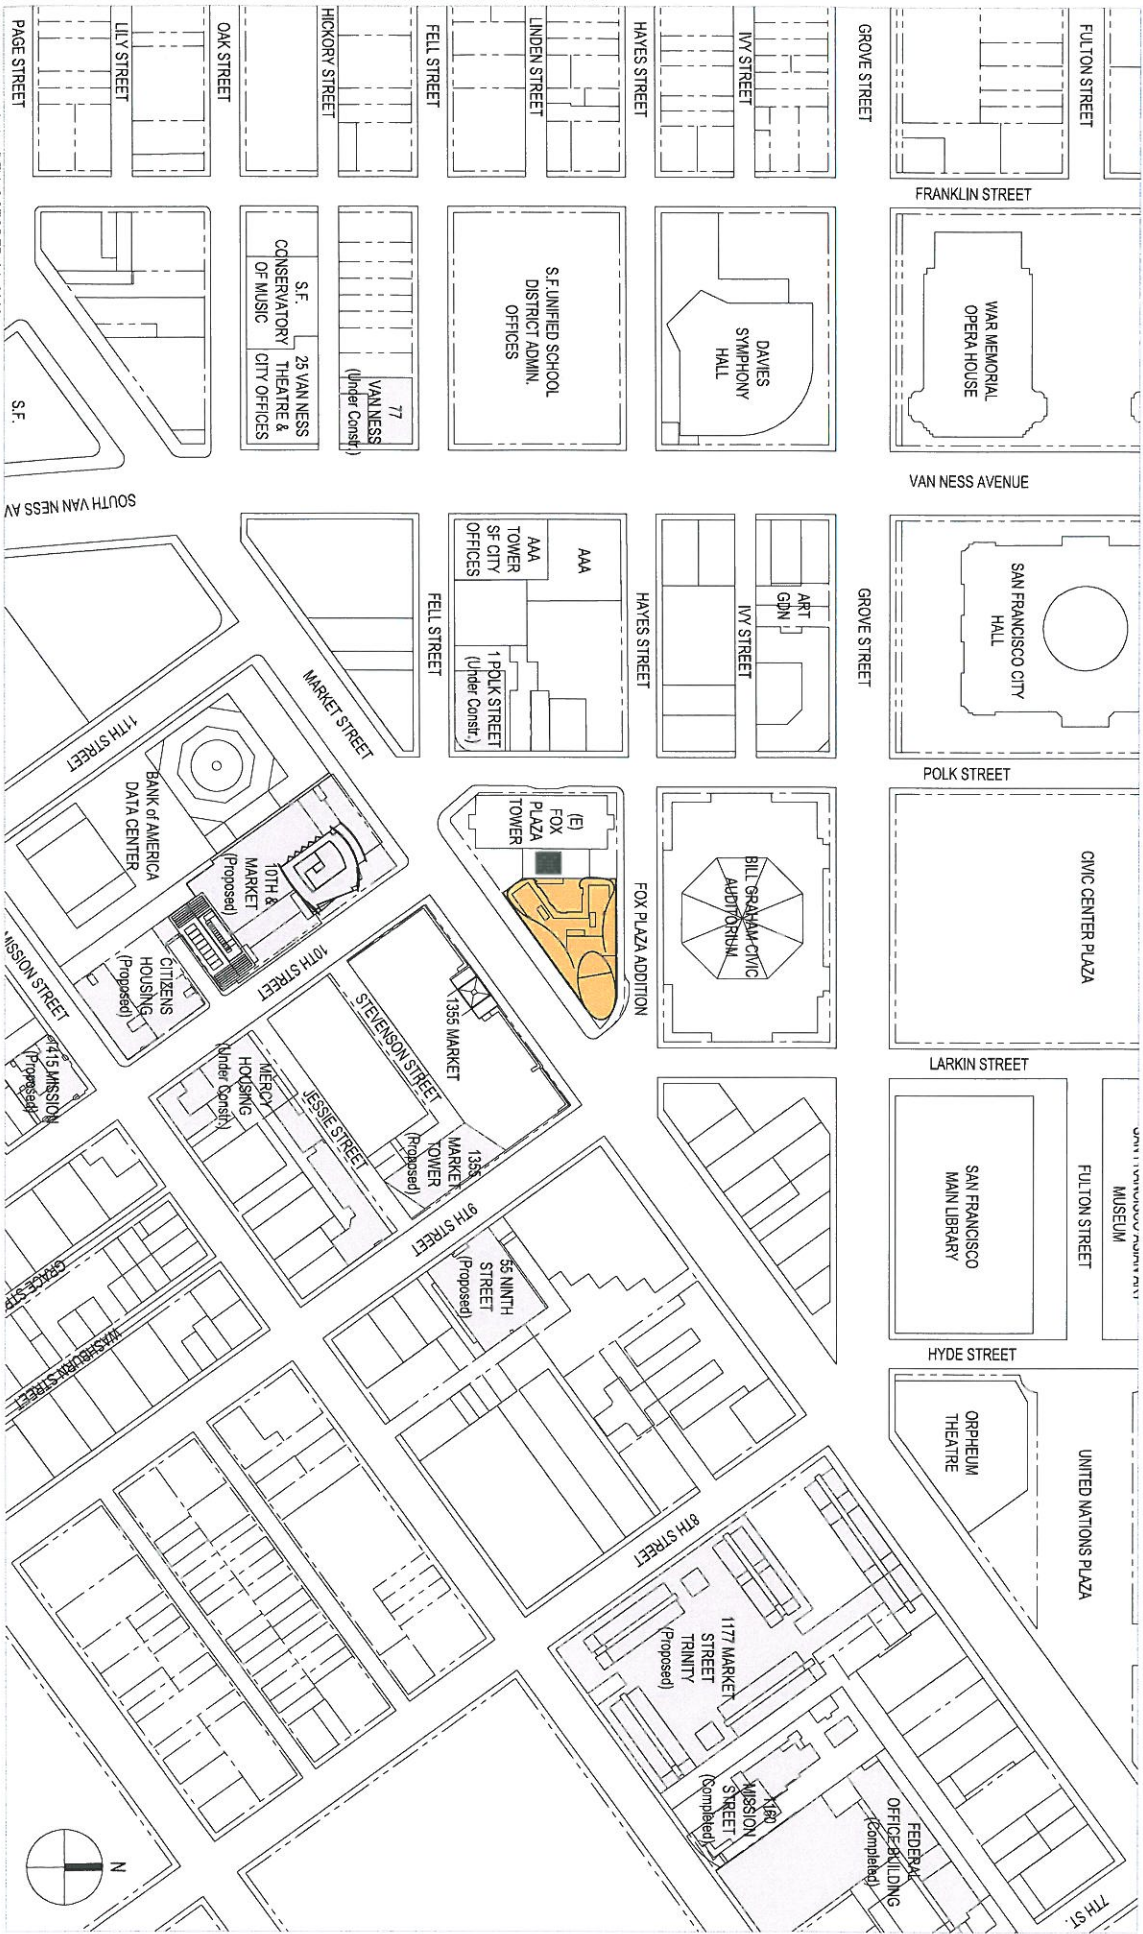 FULTON STREET
CIVIC CENTER PLAZA
MUSEUM
FULTON STREET
UNITED NATIONS PLAZA
FRANKLIN STREET
WAR MEMORIAL
OPERA HOUSE
VAN NESS AVENUE
SAN FRANCISCO CITY
HALL
POLK STREET
LARKIN STREET
SAN FRANCISCO
MAIN LIBRARY
HYDE STREET
ORPHEUM
THEATRE
7TH ST.
FEDERAL
OFFICE BUILDING
(Completed)
GROVE STREET
GROVE STREET
IVY STREET
DAVIES
SYMPHONY
HALL
ART
GDN
IVY STREET
BILL GRAHAM CIVIC
AUDITORIUM
1177 MARKET
STREET
TRINITY
(Proposed)
1160
MISSION
STREET
(Completed)
8TH STREET
HAYES STREET
HAYES STREET
FOX PLAZA ADDITION
LINDEN STREET
S.F.UNIFIED SCHOOL
DISTRICT ADMIN.
OFFICES
AAA
AAA
TOWER
SF CITY
OFFICES
1 POLK STREET
(Under Constr.)
(E)
FOX
PLAZA
TOWER
55 NINTH
STREET
(Proposed)
9TH STREET
1355
MARKET
TOWER
(Proposed)
1355 MARKET
STEVENSON STREET
JESSIE STREET
FELL STREET
FELL STREET
MARKET STREET
HICKORY STREET
77
VAN NESS
(Under Constr.)
10TH STREET
10TH &
MARKET
(Proposed)
MERCY
HOUSING
(Under Constr.)
S.F.
CONSERVATORY
OF MUSIC
25 VAN NESS
THEATRE &
CITY OFFICES
OAK STREET
CITIZENS
HOUSING
(Proposed)
BANK of AMERICA
DATA CENTER
11TH STREET
LILY STREET
SOUTH VAN NESS AV
MISSION STREET
1415 MISSION
(Proposed)
WASHBURN STREET
GRACE STR
PAGE STREET
S.F.
N